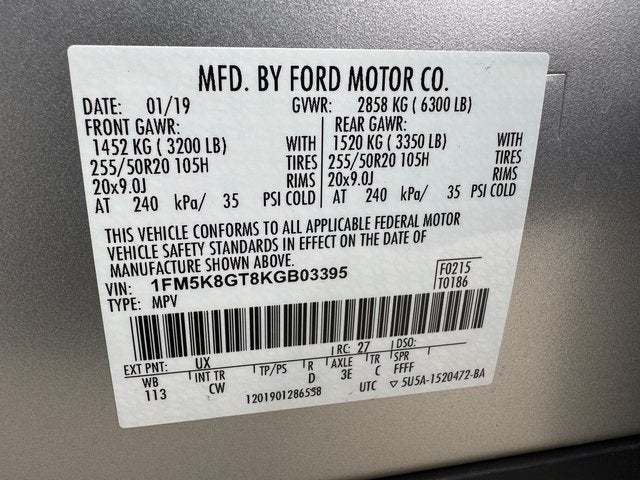 MFD. BY FORD MOTOR CO.
DATE: 01/19 GVWR: 2858 KG ( 6300 LB)
FRONT GAWR: REAR GAWR:
1452 KG ( 3200 LB) WITH 1520 KG ( 3350 LB) WITH
255/50R20 105H TIRES 255/50R20 105H TIRES
20x9.0J RIMS 20x9.0J RIMS
AT 240 kPa/ 35 PSI COLD AT 240 kPa/ 35 PSI COLD
THIS VEHICLE CONFORMS TO ALL APPLICABLE FEDERAL MOTOR
VEHICLE SAFETY STANDARDS IN EFFECT ON THE DATE OF
MANUFACTURE SHOWN ABOVE.
VIN: 1FM5K8GT8KGB03395 F0215
TYPE: MPV T0186
EXT PNT: UX RC: 27 DSO:
WB INT TR TP/PS R AXLE TR SPR
113 CW D 3E C FFFF
1201901286558 UTC ▽ 5U5A-1520472-BA